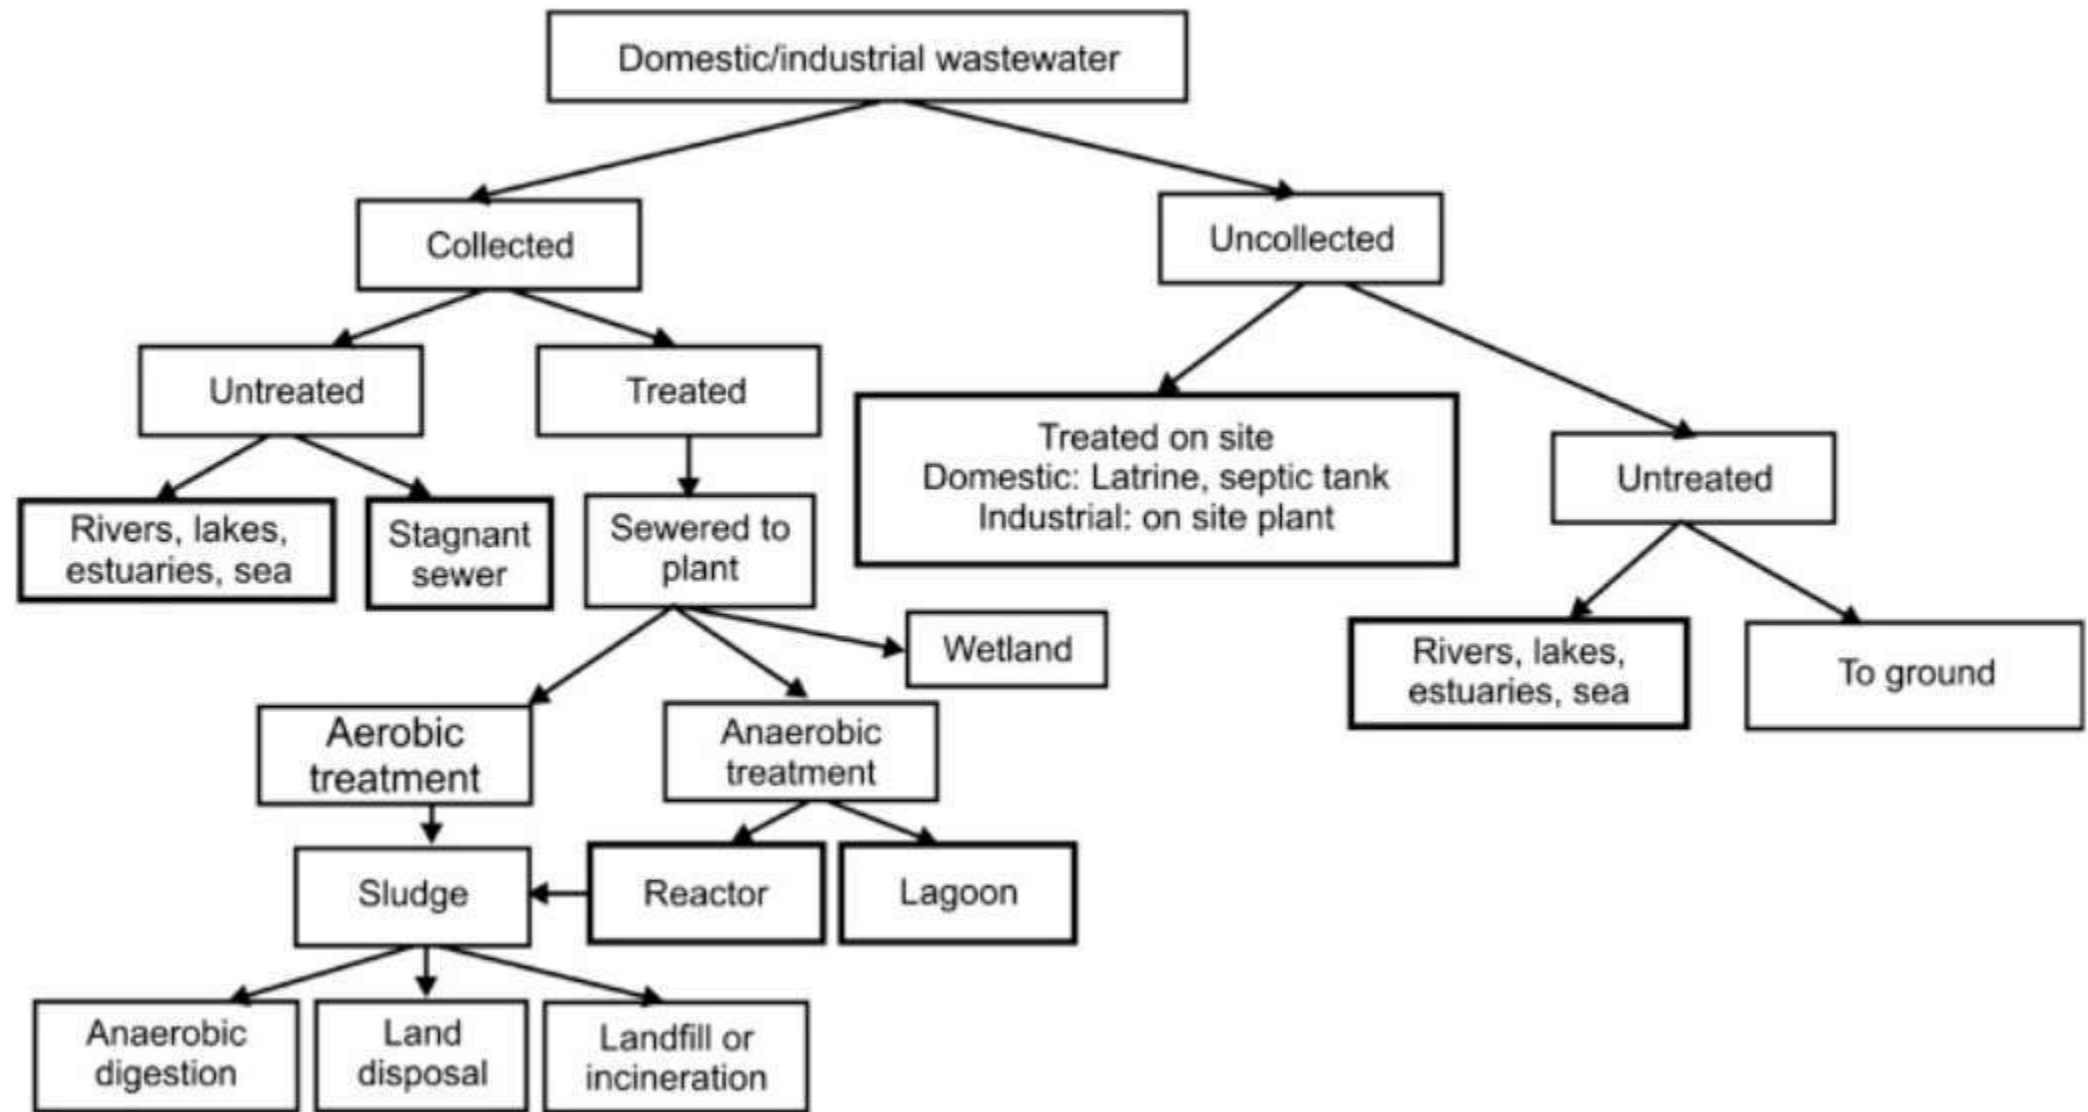 Domestic/industrial wastewater
Collected
Uncollected
Untreated
Treated
Treated on site
Domestic: Latrine, septic tank
Industrial: on site plant
Untreated
Rivers, lakes,
estuaries, sea
Stagnant
sewer
Sewered to
plant
Wetland
Rivers, lakes,
estuaries, sea
To ground
Aerobic
treatment
Anaerobic
treatment
Sludge
Reactor
Lagoon
Anaerobic
digestion
Land
disposal
Landfill or
incineration